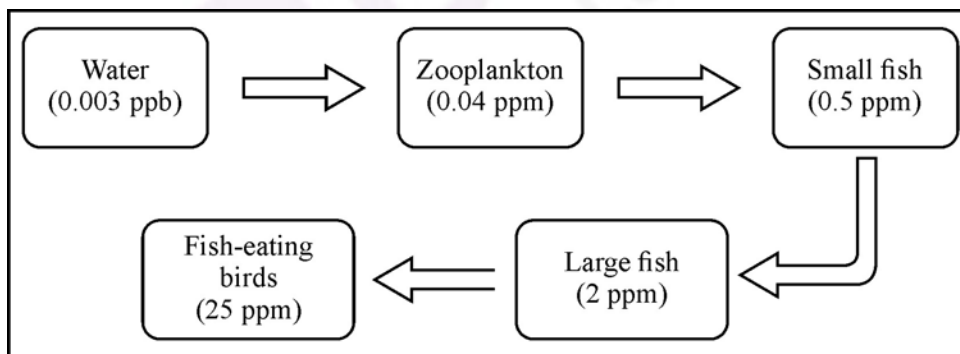 Water
(0.003 ppb)
Zooplankton
(0.04 ppm)
Small fish
(0.5 ppm)
Large fish
(2 ppm)
Fish-eating
birds
(25 ppm)